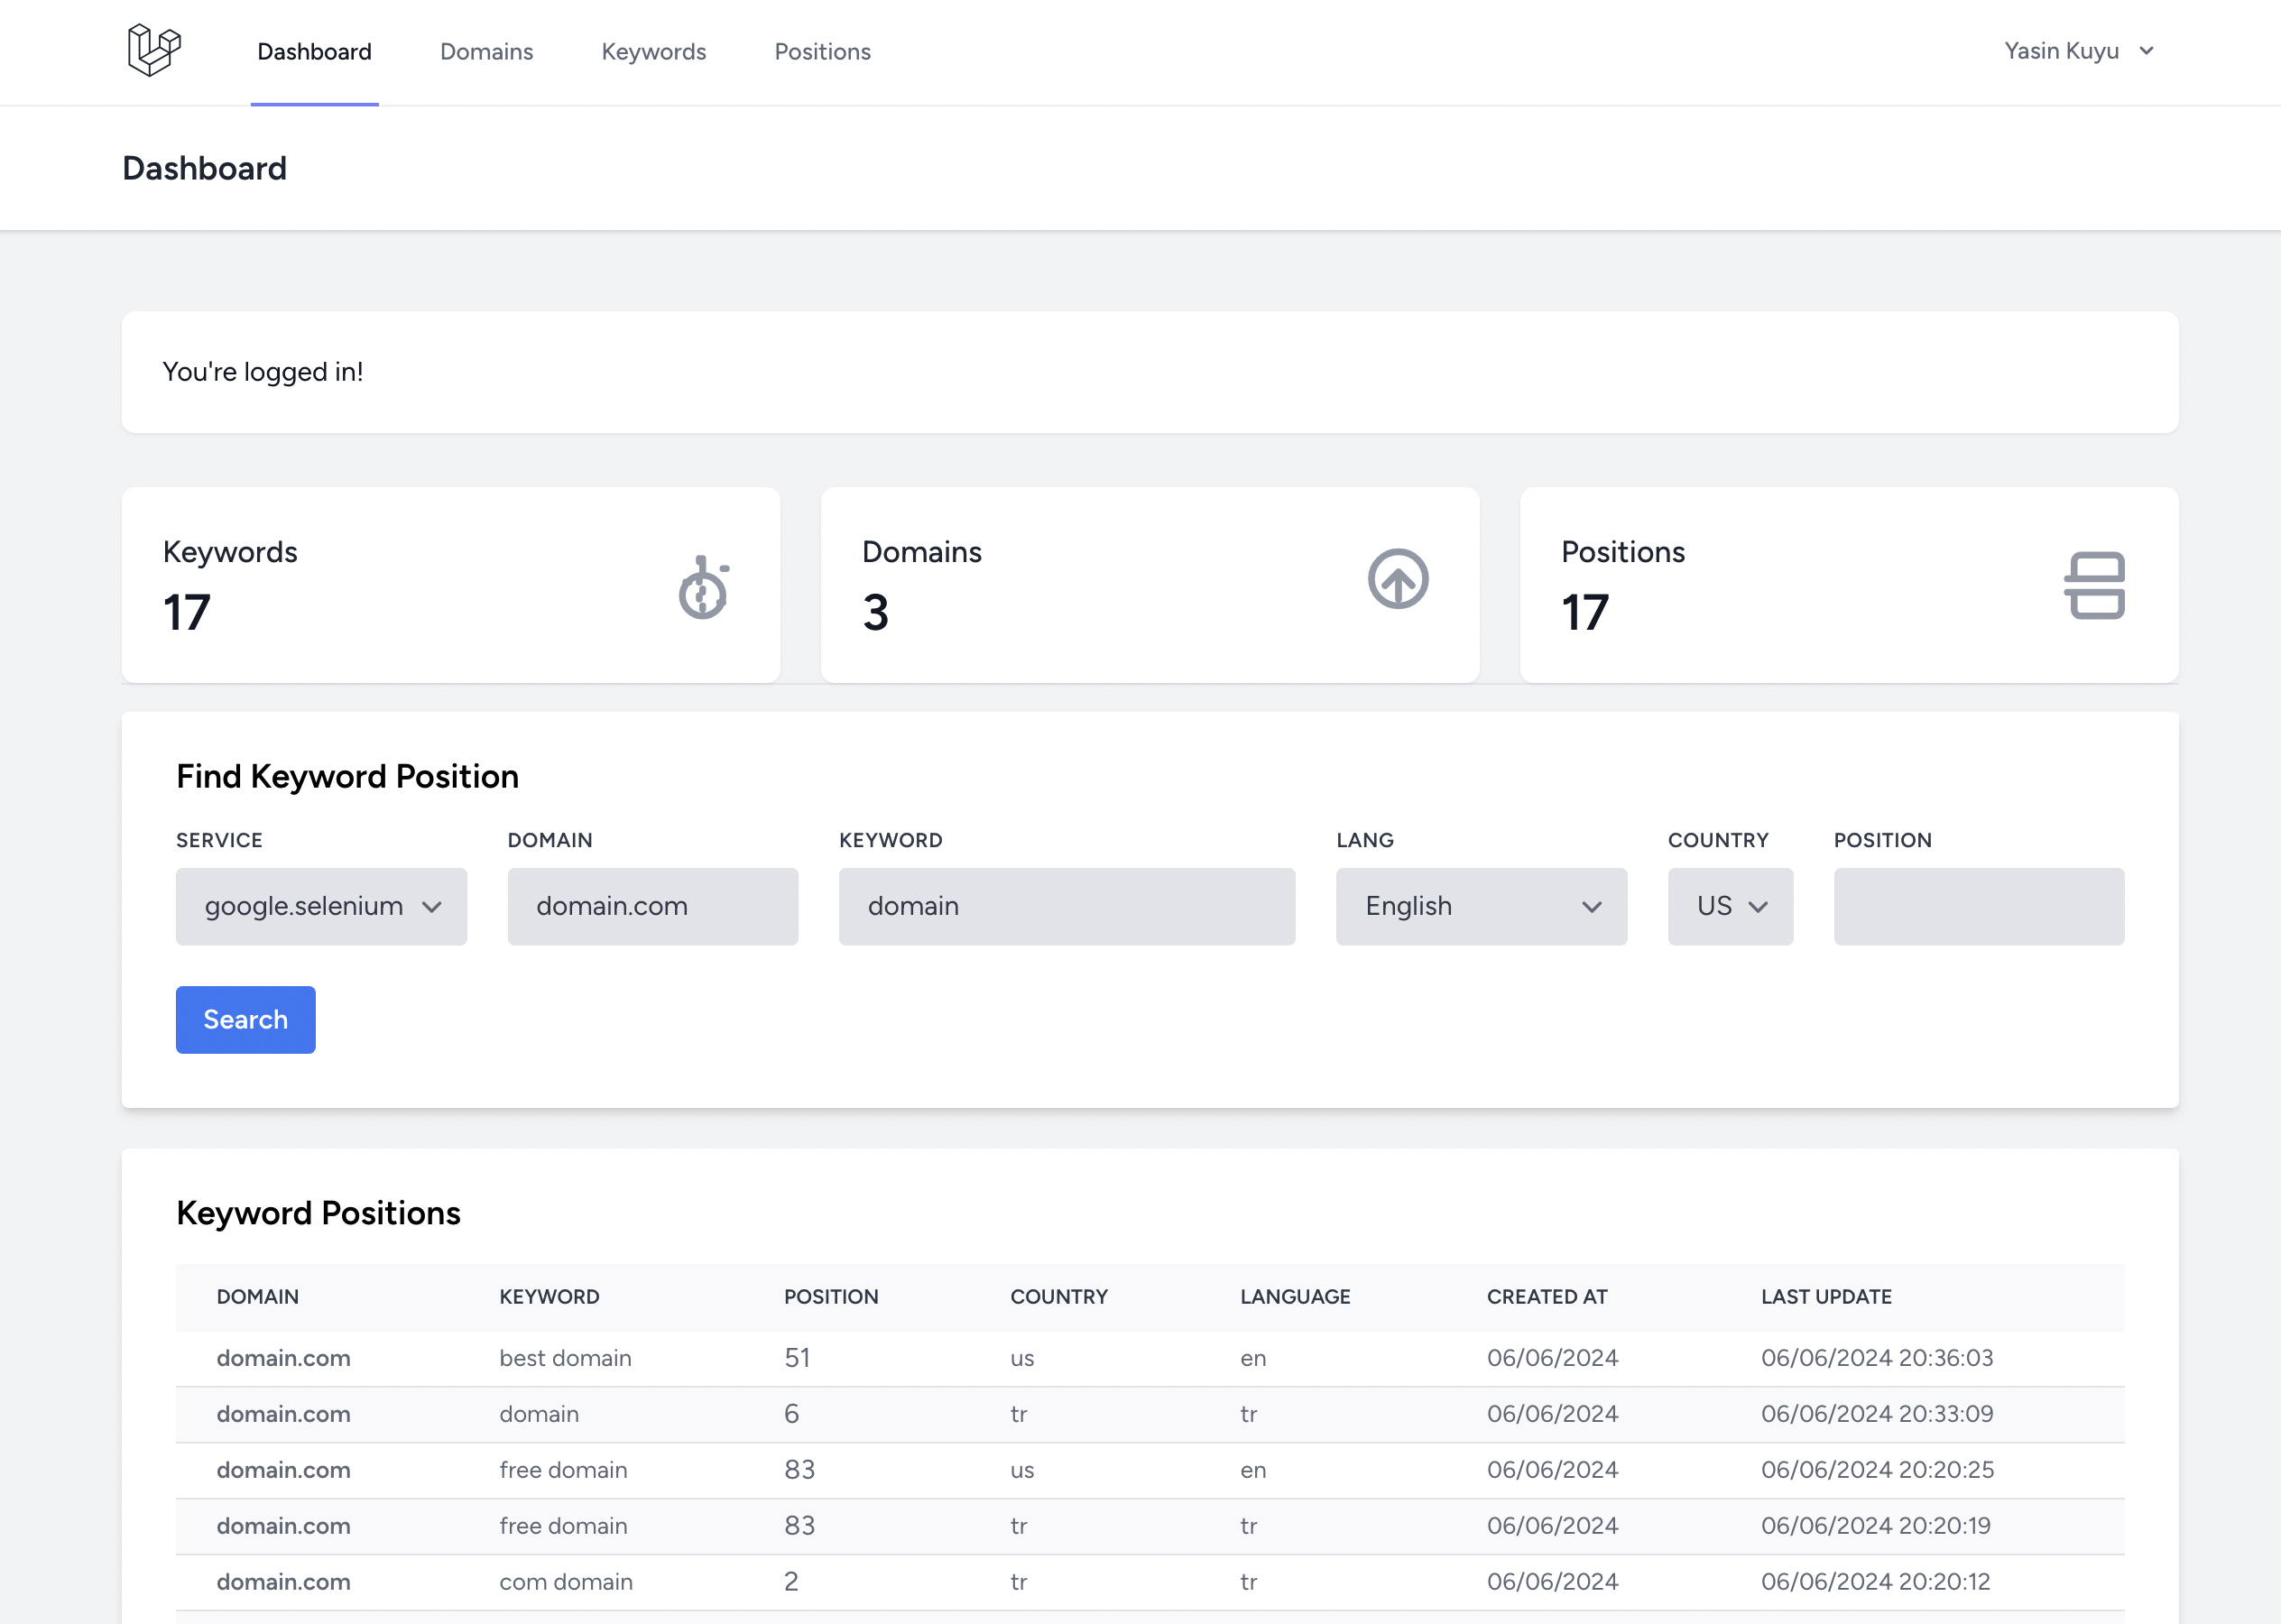 Dashboard Domains Keywords Positions Yasin Kuyu
Dashboard
You're logged in!
Keywords
17
Domains
3
Positions
17
Find Keyword Position
SERVICE DOMAIN KEYWORD LANG COUNTRY POSITION
google.selenium domain.com domain English US
Search
Keyword Positions
DOMAIN KEYWORD POSITION COUNTRY LANGUAGE CREATED AT LAST UPDATE
domain.com best domain 51 us en 06/06/2024 06/06/2024 20:36:03
domain.com domain 6 tr tr 06/06/2024 06/06/2024 20:33:09
domain.com free domain 83 us en 06/06/2024 06/06/2024 20:20:25
domain.com free domain 83 tr tr 06/06/2024 06/06/2024 20:20:19
domain.com com domain 2 tr tr 06/06/2024 06/06/2024 20:20:12